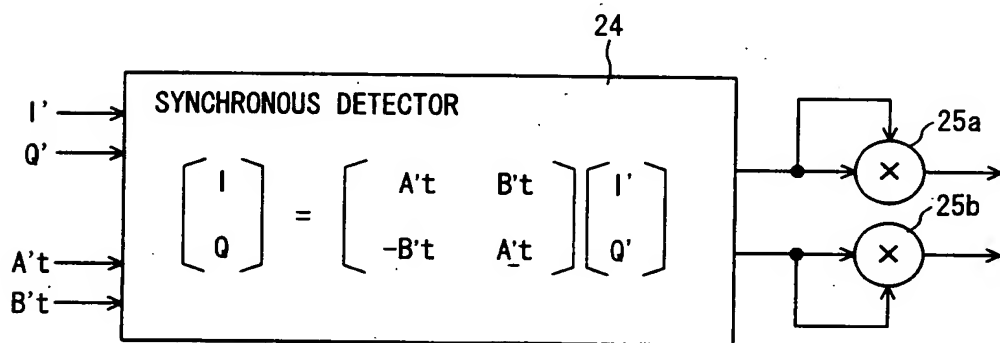 24
SYNCHRONOUS DETECTOR
I'
Q'
A't
B't
I
Q
=
A't B't
-B't A't
I'
Q'
×
25a
×
25b